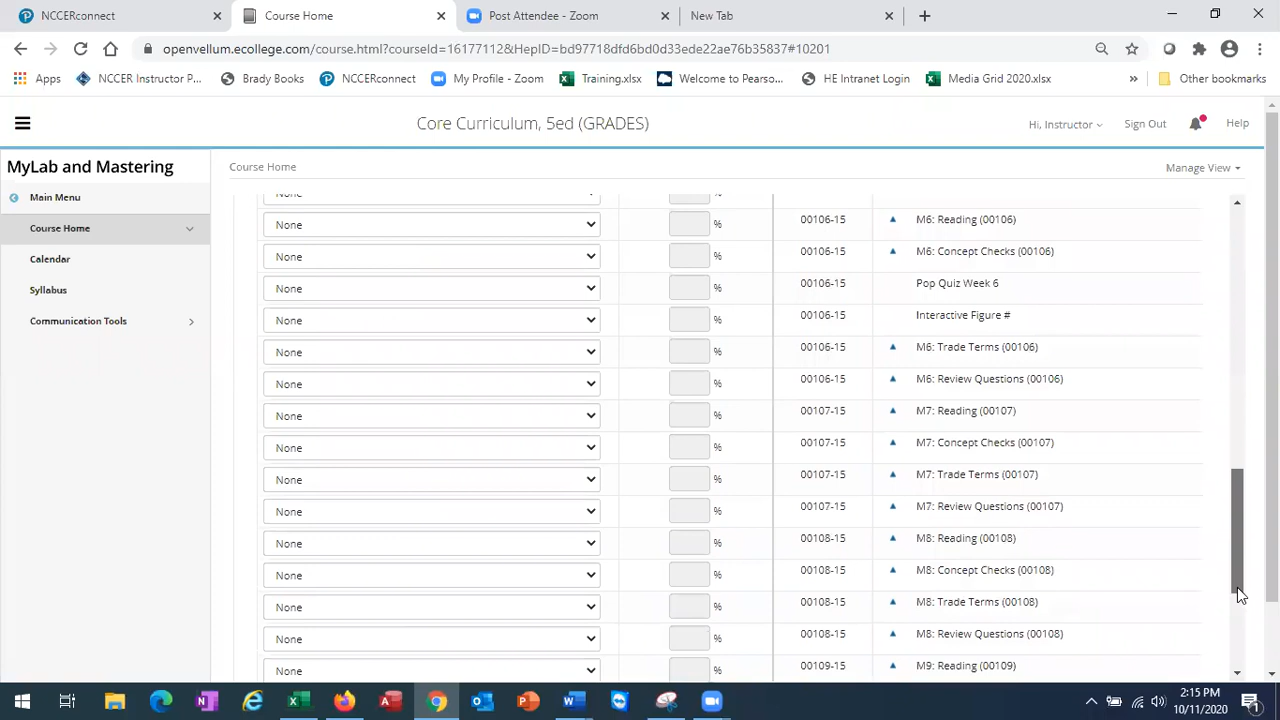 NCCERconnect
Course Home
Post Attendee - Zoom
New Tab
openvellum.ecollege.com/course.html?courseId=16177112&HepID=bd97718dfd6bd0d33ede22ae76b35837#10201
Apps
NCCER Instructor P...
Brady Books
NCCERconnect
My Profile - Zoom
Training.xlsx
Welcome to Pearso...
HE Intranet Login
Media Grid 2020.xlsx
»
Other bookmarks
Core Curriculum, 5ed (GRADES)
Hi, Instructor
Sign Out
Help
MyLab and Mastering
Course Home
Manage View
Main Menu
Course Home
Calendar
Syllabus
Communication Tools
None %
None % 00106-15 M6: Reading (00106)
None % 00106-15 M6: Concept Checks (00106)
None % 00106-15 Pop Quiz Week 6
None % 00106-15 Interactive Figure #
None % 00106-15 M6: Trade Terms (00106)
None % 00106-15 M6: Review Questions (00106)
None % 00107-15 M7: Reading (00107)
None % 00107-15 M7: Concept Checks (00107)
None % 00107-15 M7: Trade Terms (00107)
None % 00107-15 M7: Review Questions (00107)
None % 00108-15 M8: Reading (00108)
None % 00108-15 M8: Concept Checks (00108)
None % 00108-15 M8: Trade Terms (00108)
None % 00108-15 M8: Review Questions (00108)
None % 00109-15 M9: Reading (00109)
2:15 PM
10/11/2020